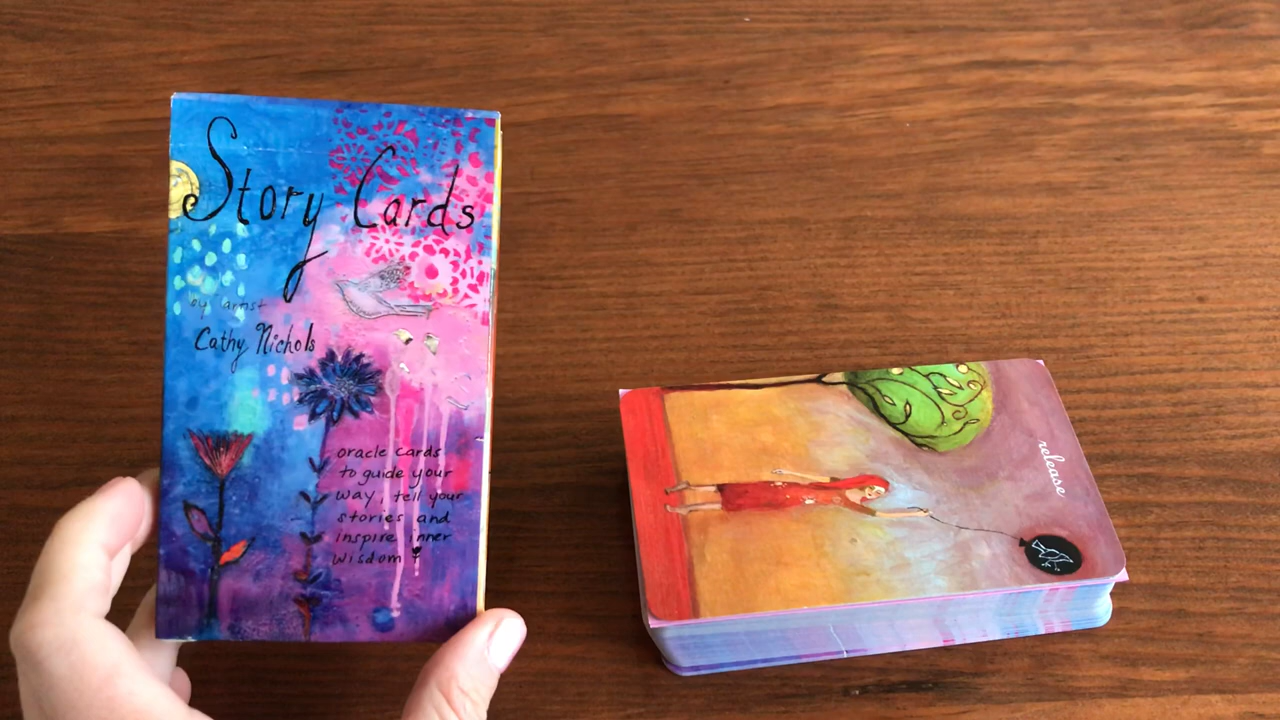 Story Cards
by artist
Cathy Nichols
oracle cards
to guide your
way, tell your
stories and
inspire inner
wisdom
release